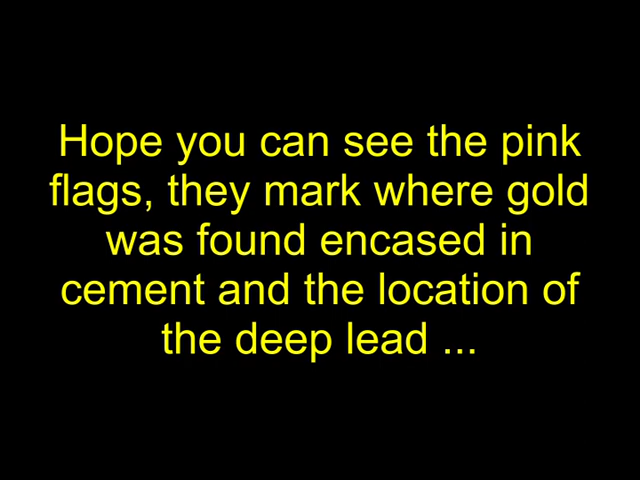 Hope you can see the pink
flags, they mark where gold
was found encased in
cement and the location of
the deep lead ...